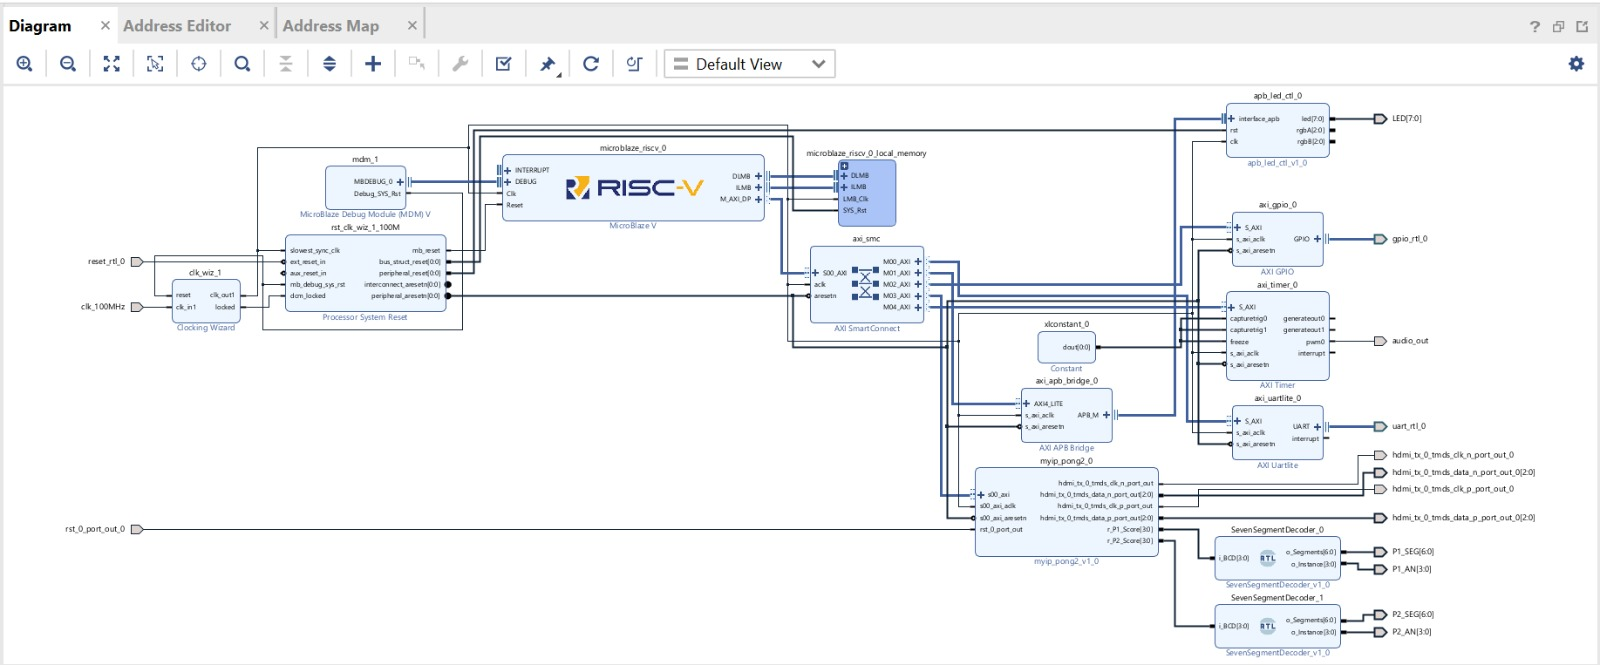 Diagram × Address Editor × Address Map ×
?
Default View
mdm_1
MBDEBUG_0
Debug_SYS_Rst
MicroBlaze Debug Module (MDM) V
rst_clk_wiz_1_100M
slowest_sync_clk
ext_reset_in
aux_reset_in
mb_debug_sys_rst
dcm_locked
mb_reset
bus_struct_reset[0:0]
peripheral_reset[0:0]
interconnect_aresetn[0:0]
peripheral_aresetn[0:0]
Processor System Reset
reset_rtl_0
clk_100MHz
clk_wiz_1
reset
clk_in1
clk_out1
locked
Clocking Wizard
rst_0_port_out_0
microblaze_riscv_0
INTERRUPT
DEBUG
Clk
Reset
RISC-V
DLMB
ILMB
M_AXI_DP
MicroBlaze V
microblaze_riscv_0_local_memory
DLMB
ILMB
LMB_Clk
SYS_Rst
axi_smc
S00_AXI
aclk
aresetn
M00_AXI
M01_AXI
M02_AXI
M03_AXI
M04_AXI
AXI SmartConnect
xlconstant_0
dout[0:0]
Constant
axi_apb_bridge_0
AXI4_LITE
s_axi_aclk
s_axi_aresetn
APB_M
AXI APB Bridge
myip_pong2_0
s00_axi
s00_axi_aclk
s00_axi_aresetn
rst_0_port_out
hdmi_tx_0_tmds_clk_n_port_out
hdmi_tx_0_tmds_data_n_port_out[2:0]
hdmi_tx_0_tmds_clk_p_port_out
hdmi_tx_0_tmds_data_p_port_out[2:0]
r_P1_Score[3:0]
r_P2_Score[3:0]
myip_pong2_v1_0
apb_led_ctl_0
interface_apb
rst
clk
led[7:0]
rgbA[2:0]
rgbB[2:0]
apb_led_ctl_v1_0
LED[7:0]
axi_gpio_0
S_AXI
s_axi_aclk
s_axi_aresetn
GPIO
AXI GPIO
gpio_rtl_0
axi_timer_0
S_AXI
capturetrig0
capturetrig1
freeze
s_axi_aclk
s_axi_aresetn
generateout0
generateout1
pwm0
interrupt
AXI Timer
audio_out
axi_uartlite_0
S_AXI
s_axi_aclk
s_axi_aresetn
UART
interrupt
AXI Uartlite
uart_rtl_0
hdmi_tx_0_tmds_clk_n_port_out_0
hdmi_tx_0_tmds_data_n_port_out_0[2:0]
hdmi_tx_0_tmds_clk_p_port_out_0
hdmi_tx_0_tmds_data_p_port_out_0[2:0]
SevenSegmentDecoder_0
i_BCD[3:0]
RTL
o_Segments[6:0]
o_Instance[3:0]
SevenSegmentDecoder_v1_0
P1_SEG[6:0]
P1_AN[3:0]
SevenSegmentDecoder_1
i_BCD[3:0]
RTL
o_Segments[6:0]
o_Instance[3:0]
SevenSegmentDecoder_v1_0
P2_SEG[6:0]
P2_AN[3:0]